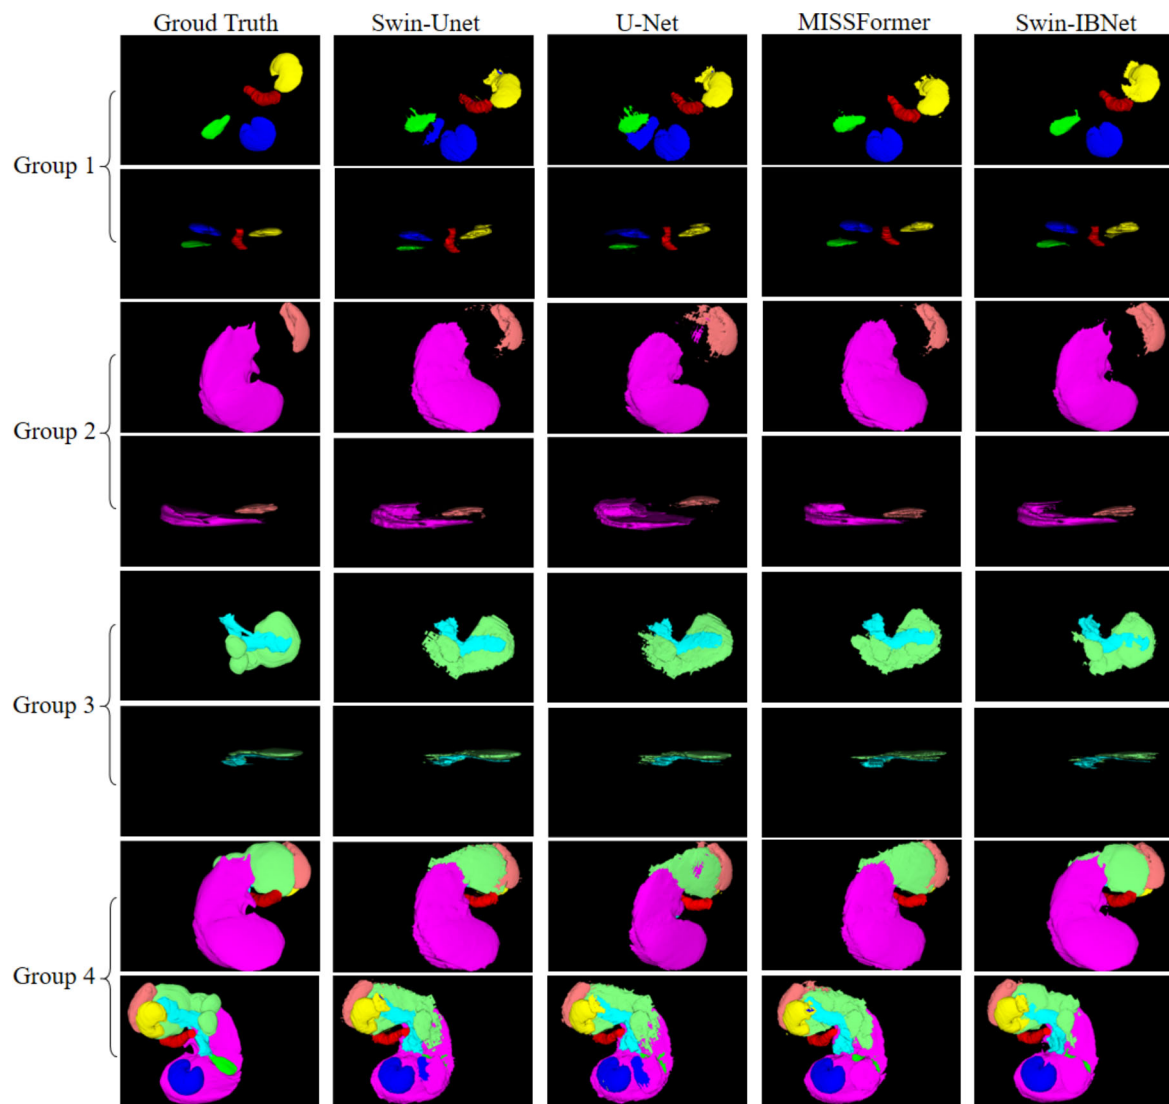 Groud Truth Swin-Unet U-Net MISSFormer Swin-IBNet
Group 1
Group 2
Group 3
Group 4